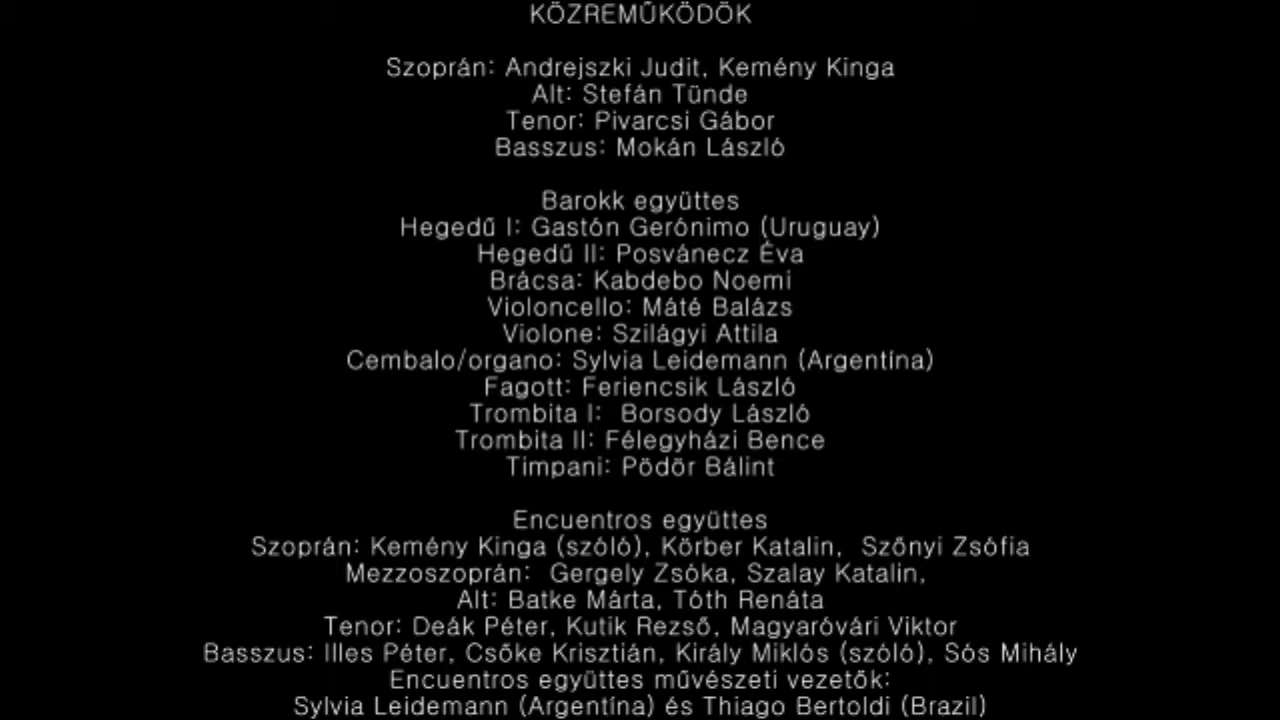 KÖZREMŰKÖDŐK
Szoprán: Andrejszki Judit, Kemény Kinga
Alt: Stefán Tünde
Tenor: Pivarcsi Gábor
Basszus: Mokán László
Barokk együttes
Hegedű I: Gastón Gerónimo (Uruguay)
Hegedű II: Posvánecz Éva
Brácsa: Kabdebo Noemi
Violoncello: Máté Balázs
Violone: Szilágyi Attila
Cembalo/organo: Sylvia Leidemann (Argentína)
Fagott: Feriencsik László
Trombita I:  Borsody László
Trombita II: Félegyházi Bence
Timpani: Pödör Bálint
Encuentros együttes
Szoprán: Kemény Kinga (szóló), Körber Katalin,  Szőnyi Zsófia
Mezzoszoprán:  Gergely Zsóka, Szalay Katalin,
Alt: Batke Márta, Tóth Renáta
Tenor: Deák Péter, Kutik Rezső, Magyaróvári Viktor
Basszus: Illes Péter, Csőke Krisztián, Király Miklós (szóló), Sós Mihály
Encuentros együttes művészeti vezetők:
Sylvia Leidemann (Argentína) és Thiago Bertoldi (Brazil)